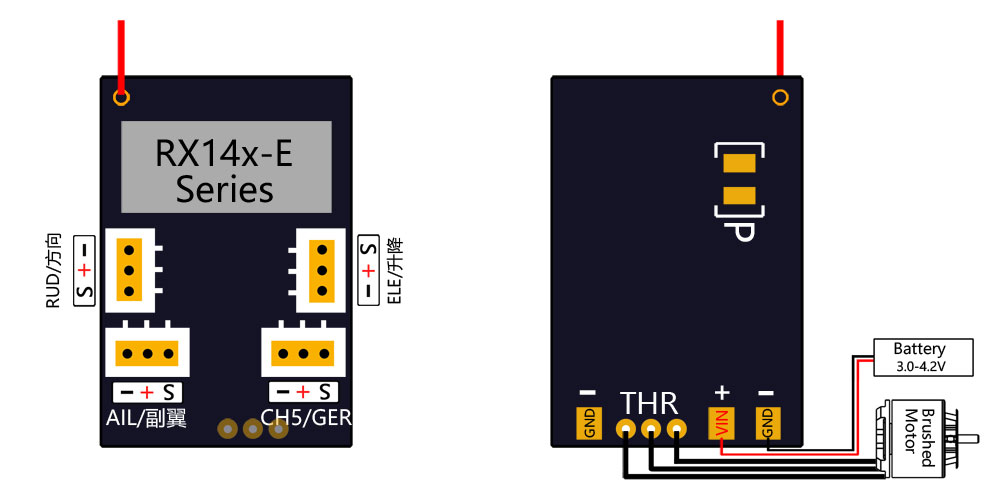 RX14x-E
Series
RUD/方向
S + −
− + S
ELE/升降
− + S
AIL/副翼
− + S
CH5/GER
P
−
GND
THR
+
VIN
−
GND
Battery
3.0-4.2V
Brushed
Motor